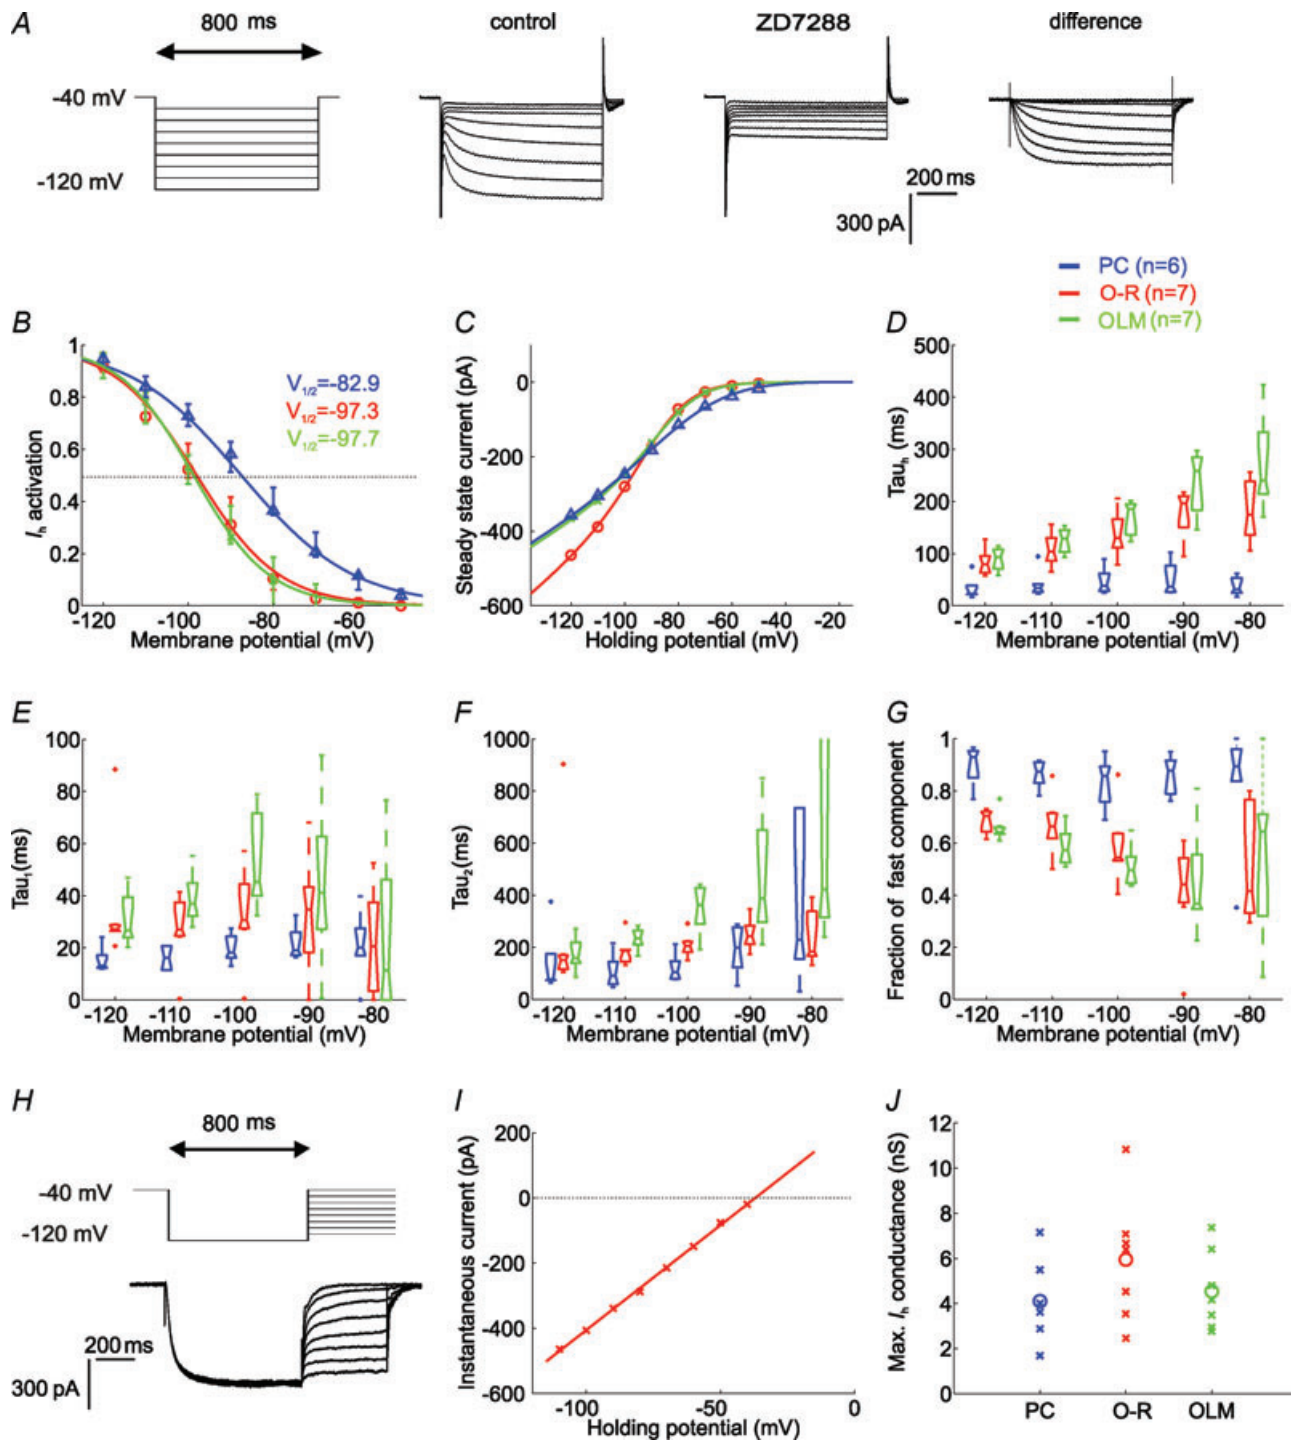 A
800 ms
control
ZD7288
difference
-40 mV
-120 mV
200 ms
300 pA
PC (n=6)
O-R (n=7)
OLM (n=7)
B
1
0.8
0.6
0.4
0.2
0
Ih activation
V1/2=-82.9
V1/2=-97.3
V1/2=-97.7
-120 -100 -80 -60
Membrane potential (mV)
C
0
-200
-400
-600
Steady state current (pA)
-120 -100 -80 -60 -40 -20
Holding potential (mV)
D
500
400
300
200
100
0
Tauh (ms)
-120 -110 -100 -90 -80
Membrane potential (mV)
E
100
80
60
40
20
0
Tau1(ms)
-120 -110 -100 -90 -80
Membrane potential (mV)
F
1000
800
600
400
200
0
Tau2(ms)
-120 -110 -100 -90 -80
Membrane potential (mV)
G
1
0.8
0.6
0.4
0.2
0
Fraction of fast component
-120 -110 -100 -90 -80
Membrane potential (mV)
H
800 ms
-40 mV
-120 mV
200 ms
300 pA
I
200
0
-200
-400
-600
Instantaneous current (pA)
-100 -50 0
Holding potential (mV)
J
12
10
8
6
4
2
0
Max. Ih conductance (nS)
PC O-R OLM